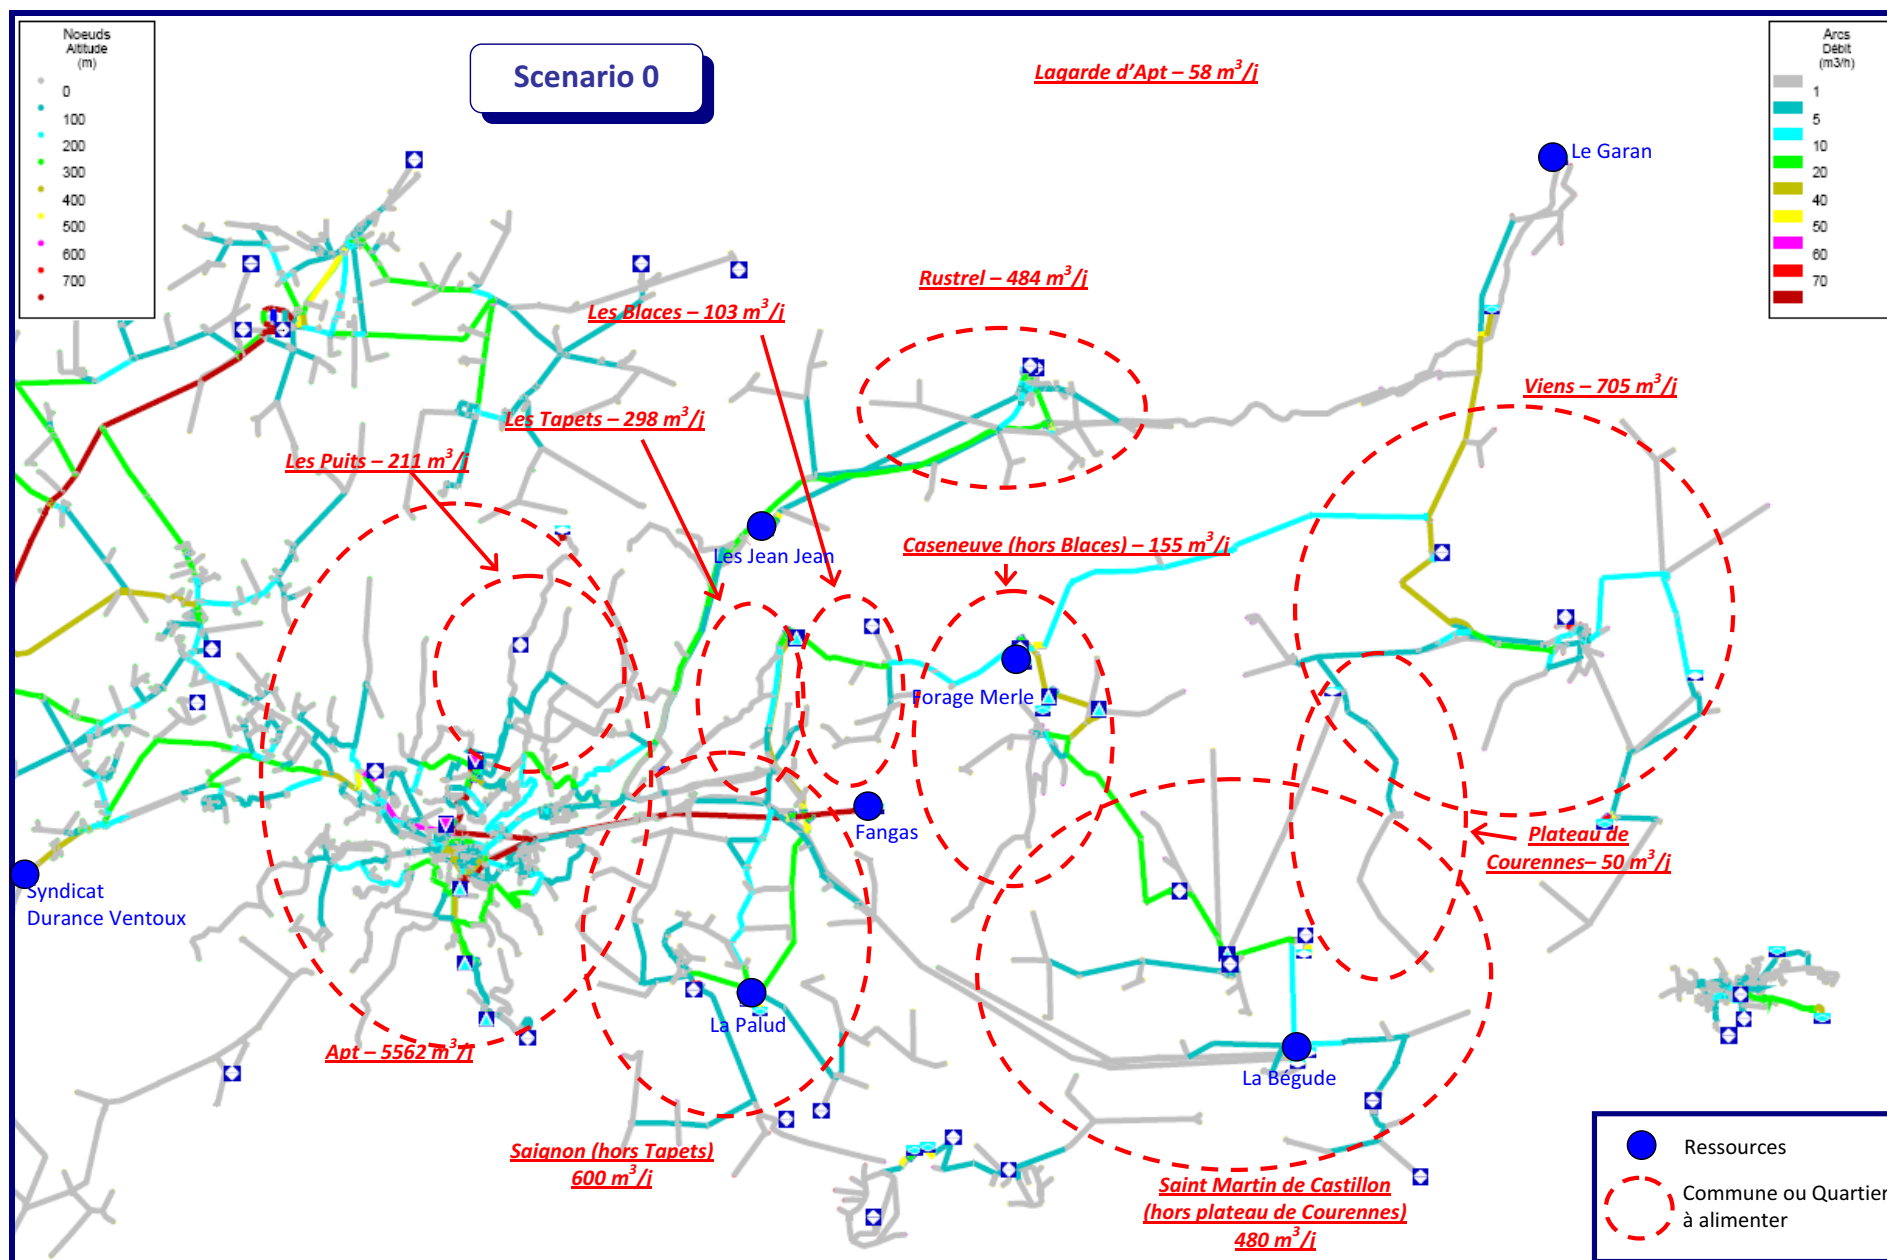 Noeuds
Altitude
(m)
0
100
200
300
400
500
600
700
Scenario 0
Lagarde d'Apt – 58 m³/j
Arcs
Débit
(m3/h)
1
5
10
20
40
50
60
70
Le Garan
Rustrel – 484 m³/j
Les Blaces – 103 m³/j
Viens – 705 m³/j
Les Tapets – 298 m³/j
Les Puits – 211 m³/j
Les Jean Jean
Caseneuve (hors Blaces) – 155 m³/j
Forage Merle
Fangas
Plateau de
Courennes– 50 m³/j
Syndicat
Durance Ventoux
La Palud
Apt – 5562 m³/j
La Bégude
Saignon (hors Tapets)
600 m³/j
Saint Martin de Castillon
(hors plateau de Courennes)
480 m³/j
Ressources
Commune ou Quartier
à alimenter